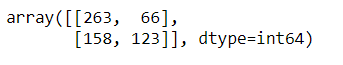 array([[263,  66],
       [158, 123]], dtype=int64)